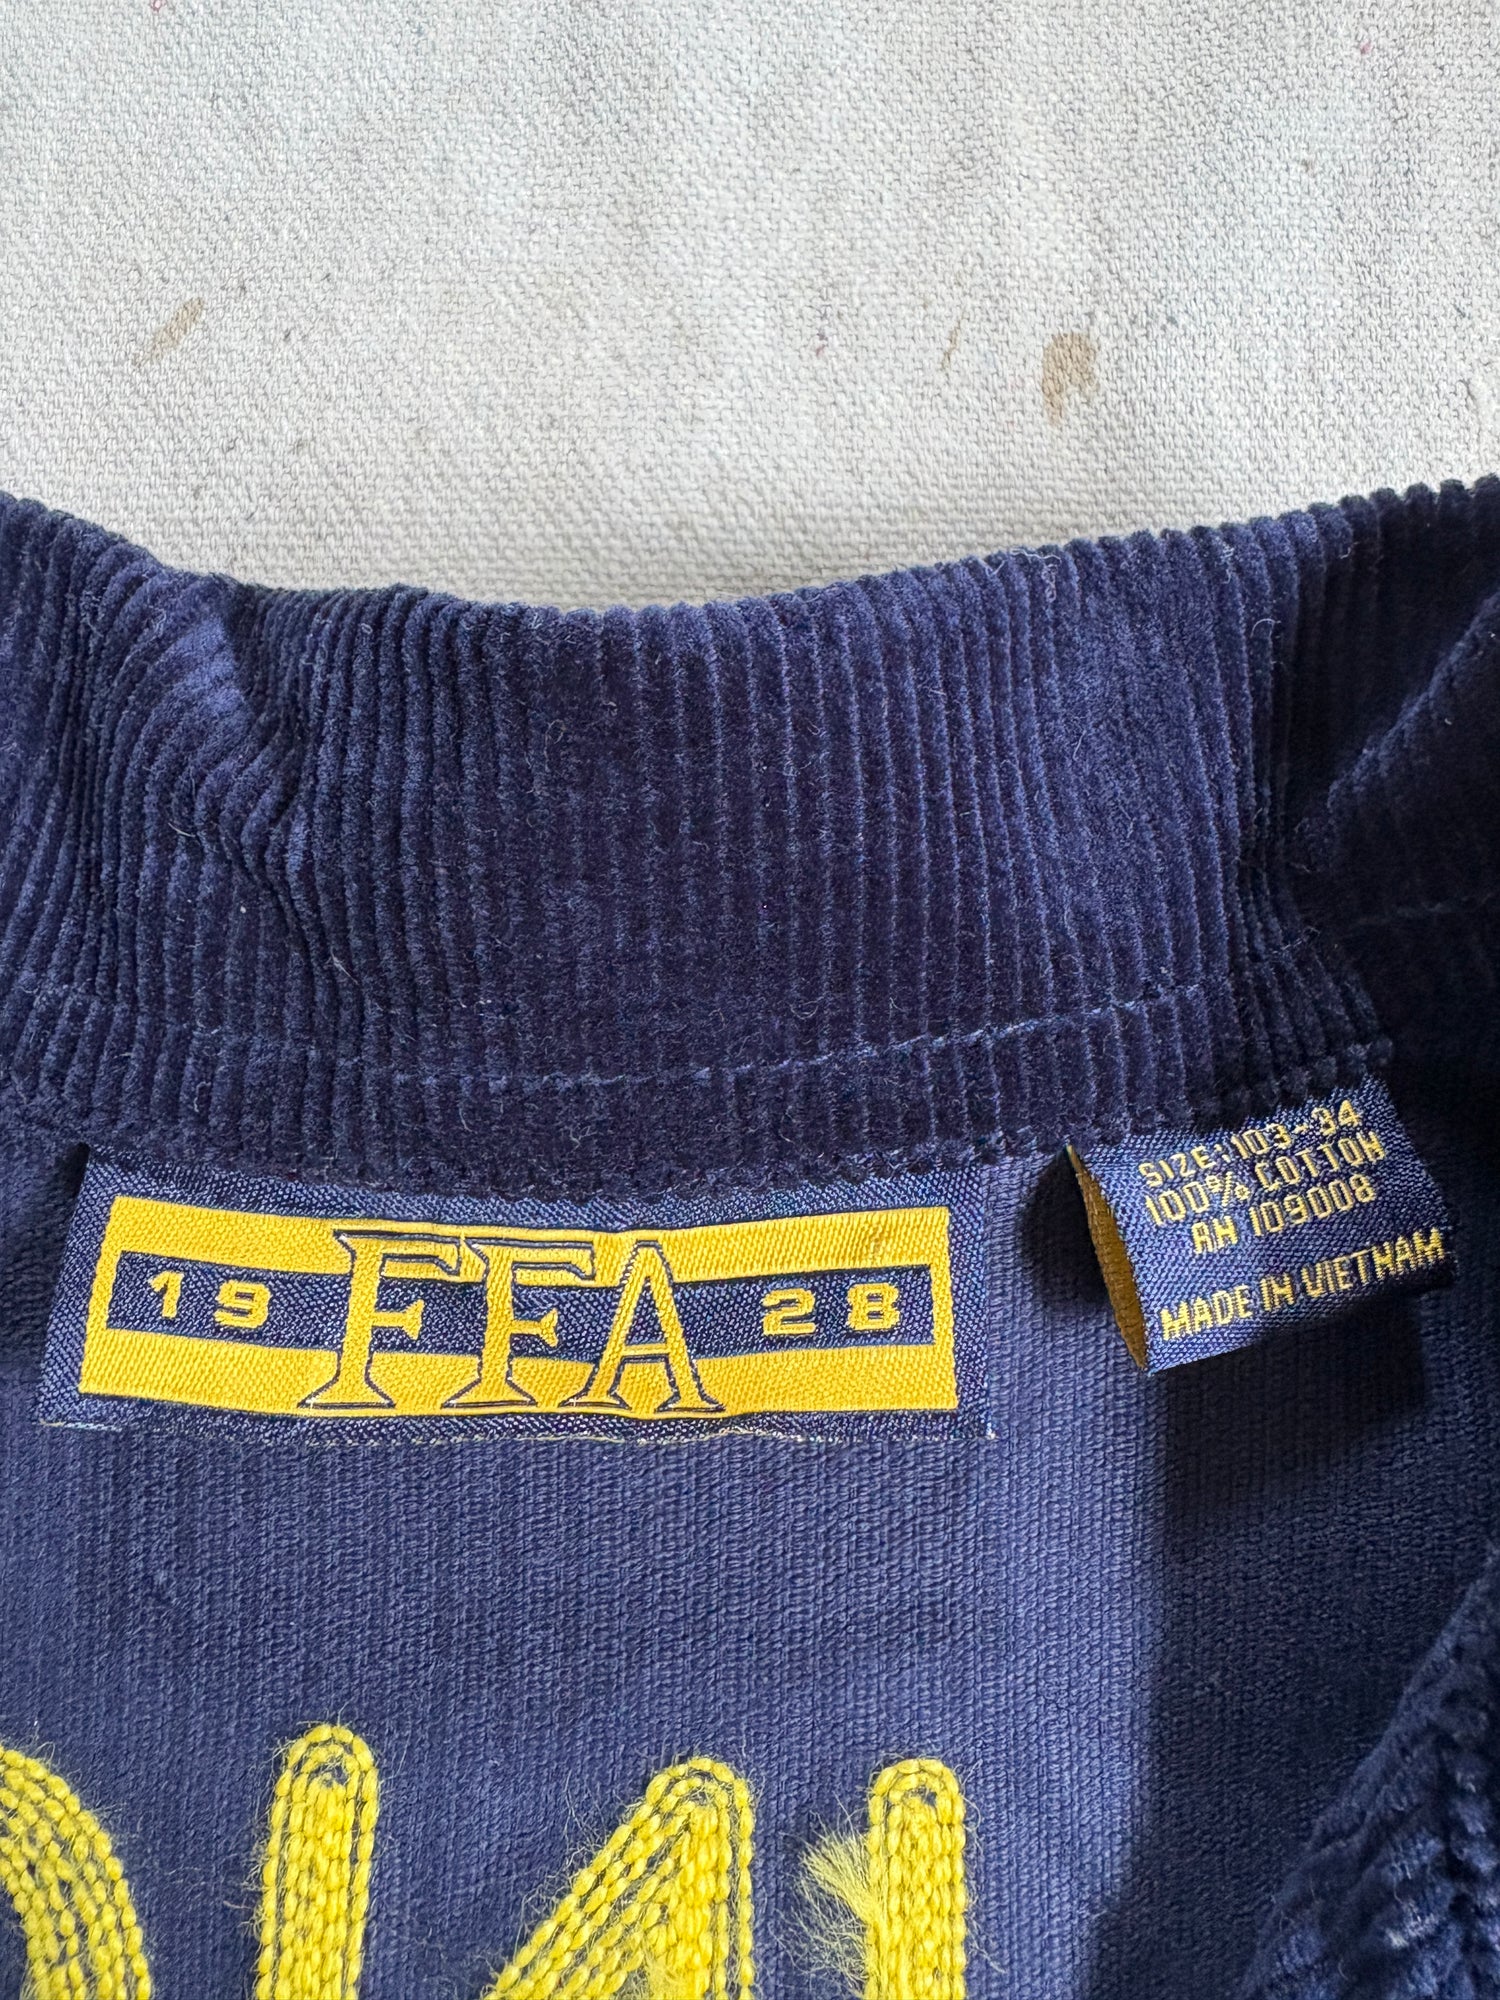 19 FFA 28
SIZE: 103-34
100% COTTON
RN 109008
MADE IN VIETNAM